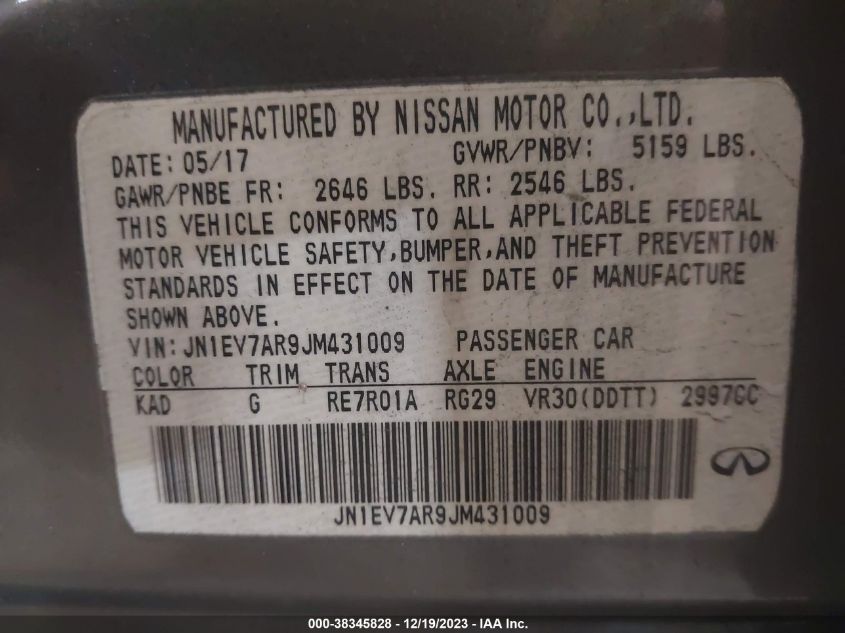 MANUFACTURED BY NISSAN MOTOR CO.,LTD.
DATE: 05/17 GVWR/PNBV: 5159 LBS.
GAWR/PNBE FR: 2646 LBS. RR: 2546 LBS.
THIS VEHICLE CONFORMS TO ALL APPLICABLE FEDERAL
MOTOR VEHICLE SAFETY,BUMPER,AND THEFT PREVENTION
STANDARDS IN EFFECT ON THE DATE OF MANUFACTURE
SHOWN ABOVE.
VIN: JN1EV7AR9JM431009 PASSENGER CAR
COLOR TRIM TRANS AXLE ENGINE
KAD G RE7R01A RG29 VR30(DDTT) 2997CC
JN1EV7AR9JM431009
000-38345828 - 12/19/2023 - IAA Inc.